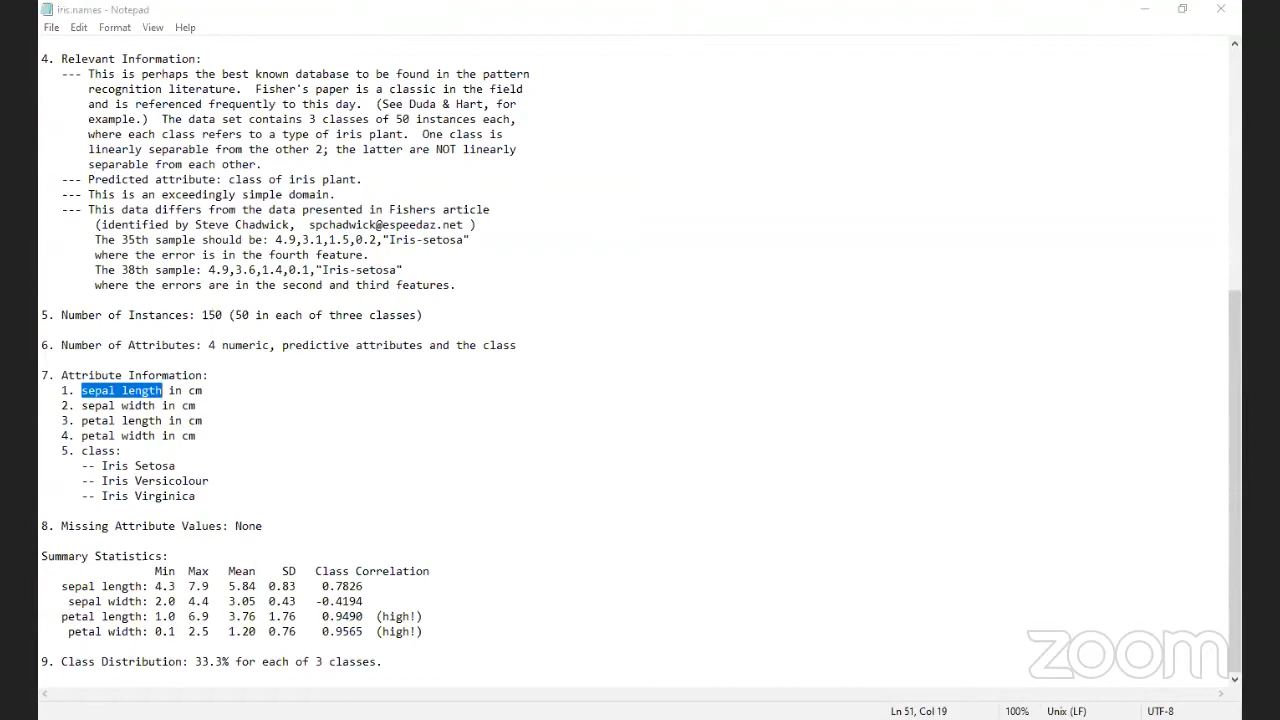 iris.names - Notepad
File Edit Format View Help
4. Relevant Information:
--- This is perhaps the best known database to be found in the pattern
recognition literature. Fisher's paper is a classic in the field
and is referenced frequently to this day. (See Duda & Hart, for
example.) The data set contains 3 classes of 50 instances each,
where each class refers to a type of iris plant. One class is
linearly separable from the other 2; the latter are NOT linearly
separable from each other.
--- Predicted attribute: class of iris plant.
--- This is an exceedingly simple domain.
--- This data differs from the data presented in Fishers article
(identified by Steve Chadwick, spchadwick@espeedaz.net )
The 35th sample should be: 4.9,3.1,1.5,0.2,"Iris-setosa"
where the error is in the fourth feature.
The 38th sample: 4.9,3.6,1.4,0.1,"Iris-setosa"
where the errors are in the second and third features.
5. Number of Instances: 150 (50 in each of three classes)
6. Number of Attributes: 4 numeric, predictive attributes and the class
7. Attribute Information:
1. sepal length in cm
2. sepal width in cm
3. petal length in cm
4. petal width in cm
5. class:
-- Iris Setosa
-- Iris Versicolour
-- Iris Virginica
8. Missing Attribute Values: None
Summary Statistics:
Min Max Mean SD Class Correlation
sepal length: 4.3 7.9 5.84 0.83 0.7826
sepal width: 2.0 4.4 3.05 0.43 -0.4194
petal length: 1.0 6.9 3.76 1.76 0.9490 (high!)
petal width: 0.1 2.5 1.20 0.76 0.9565 (high!)
9. Class Distribution: 33.3% for each of 3 classes.
zoom
Ln 51, Col 19 100% Unix (LF) UTF-8